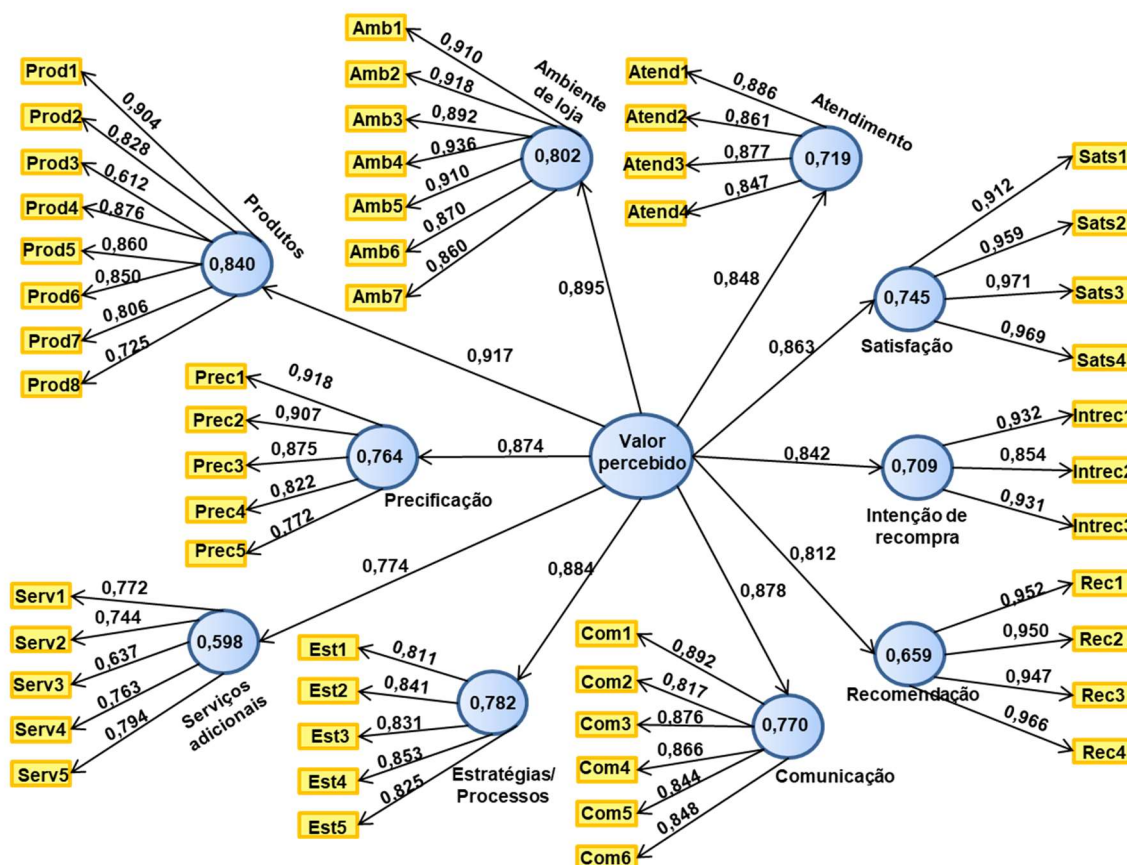 Prod1
Prod2
Prod3
Prod4
Prod5
Prod6
Prod7
Prod8
0,904
0,828
0,612
0,876
0,860
0,850
0,806
0,725
Produtos
0,840
0,917
Amb1
Amb2
Amb3
Amb4
Amb5
Amb6
Amb7
0,910
0,918
0,892
0,936
0,910
0,870
0,860
Ambiente
de loja
0,802
0,895
Atend1
Atend2
Atend3
Atend4
0,886
0,861
0,877
0,847
Atendimento
0,719
0,848
Sats1
Sats2
Sats3
Sats4
0,912
0,959
0,971
0,969
0,745
Satisfação
0,863
Prec1
Prec2
Prec3
Prec4
Prec5
0,918
0,907
0,875
0,822
0,772
0,764
Precificação
0,874
Valor
percebido
0,842
0,709
Intenção de
recompra
0,932
0,854
0,931
Intrec1
Intrec2
Intrec3
Serv1
Serv2
Serv3
Serv4
Serv5
0,772
0,744
0,637
0,763
0,794
0,598
Serviços
adicionais
0,774
Est1
Est2
Est3
Est4
Est5
0,811
0,841
0,831
0,853
0,825
0,782
Estratégias/
Processos
0,884
Com1
Com2
Com3
Com4
Com5
Com6
0,892
0,817
0,876
0,866
0,844
0,848
0,770
Comunicação
0,878
0,812
0,659
Recomendação
0,952
0,950
0,947
0,966
Rec1
Rec2
Rec3
Rec4